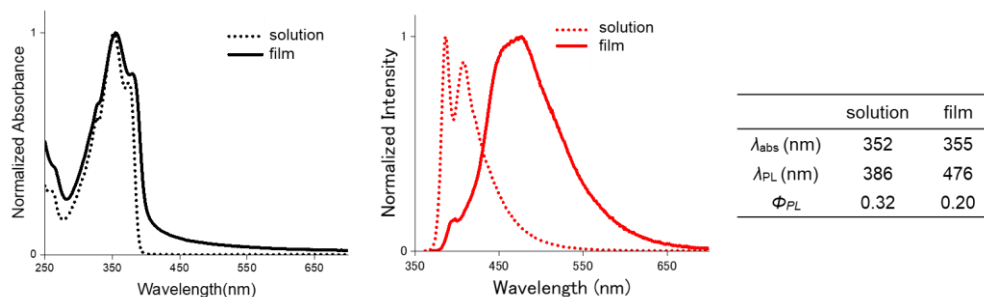 Normalized Absorbance
1
0
250
350
450
550
650
Wavelength(nm)
solution
film
Normalized Intensity
1
0
350
450
550
650
Wavelength (nm)
solution
film
solution film
λabs (nm) 352 355
λPL (nm) 386 476
ΦPL 0.32 0.20